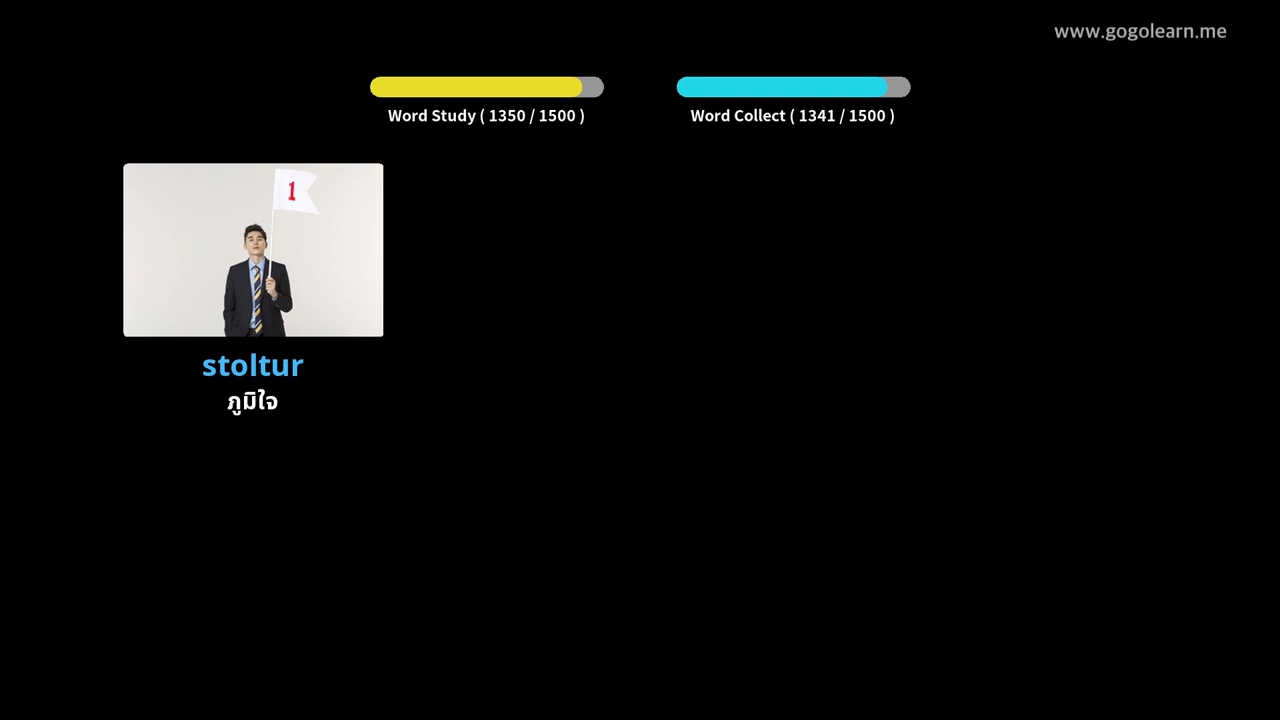 www.gogolearn.me
Word Study ( 1350 / 1500 )
Word Collect ( 1341 / 1500 )
1
stoltur
ภูมิใจ